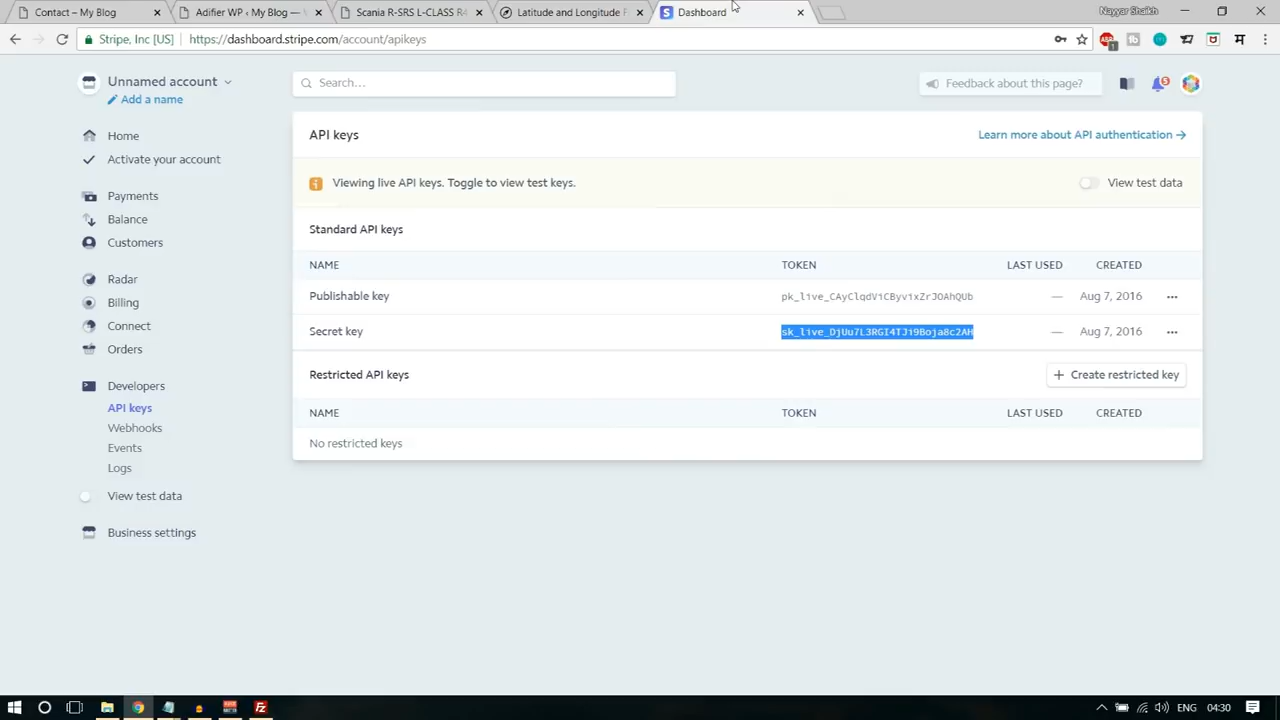 Contact – My Blog
Adifier WP ‹ My Blog —
Scania R-SRS L-CLASS R4
Latitude and Longitude F
Dashboard
Nayyar Shaikh
Stripe, Inc [US]
https://dashboard.stripe.com/account/apikeys
Unnamed account
Add a name
Search...
Feedback about this page?
5
Home
Activate your account
Payments
Balance
Customers
Radar
Billing
Connect
Orders
Developers
API keys
Webhooks
Events
Logs
View test data
Business settings
API keys
Learn more about API authentication →
Viewing live API keys. Toggle to view test keys.
View test data
Standard API keys
NAME TOKEN LAST USED CREATED
Publishable key — Aug 7, 2016 ...
Secret key — Aug 7, 2016 ...
Restricted API keys
+ Create restricted key
NAME TOKEN LAST USED CREATED
No restricted keys
ENG 04:30